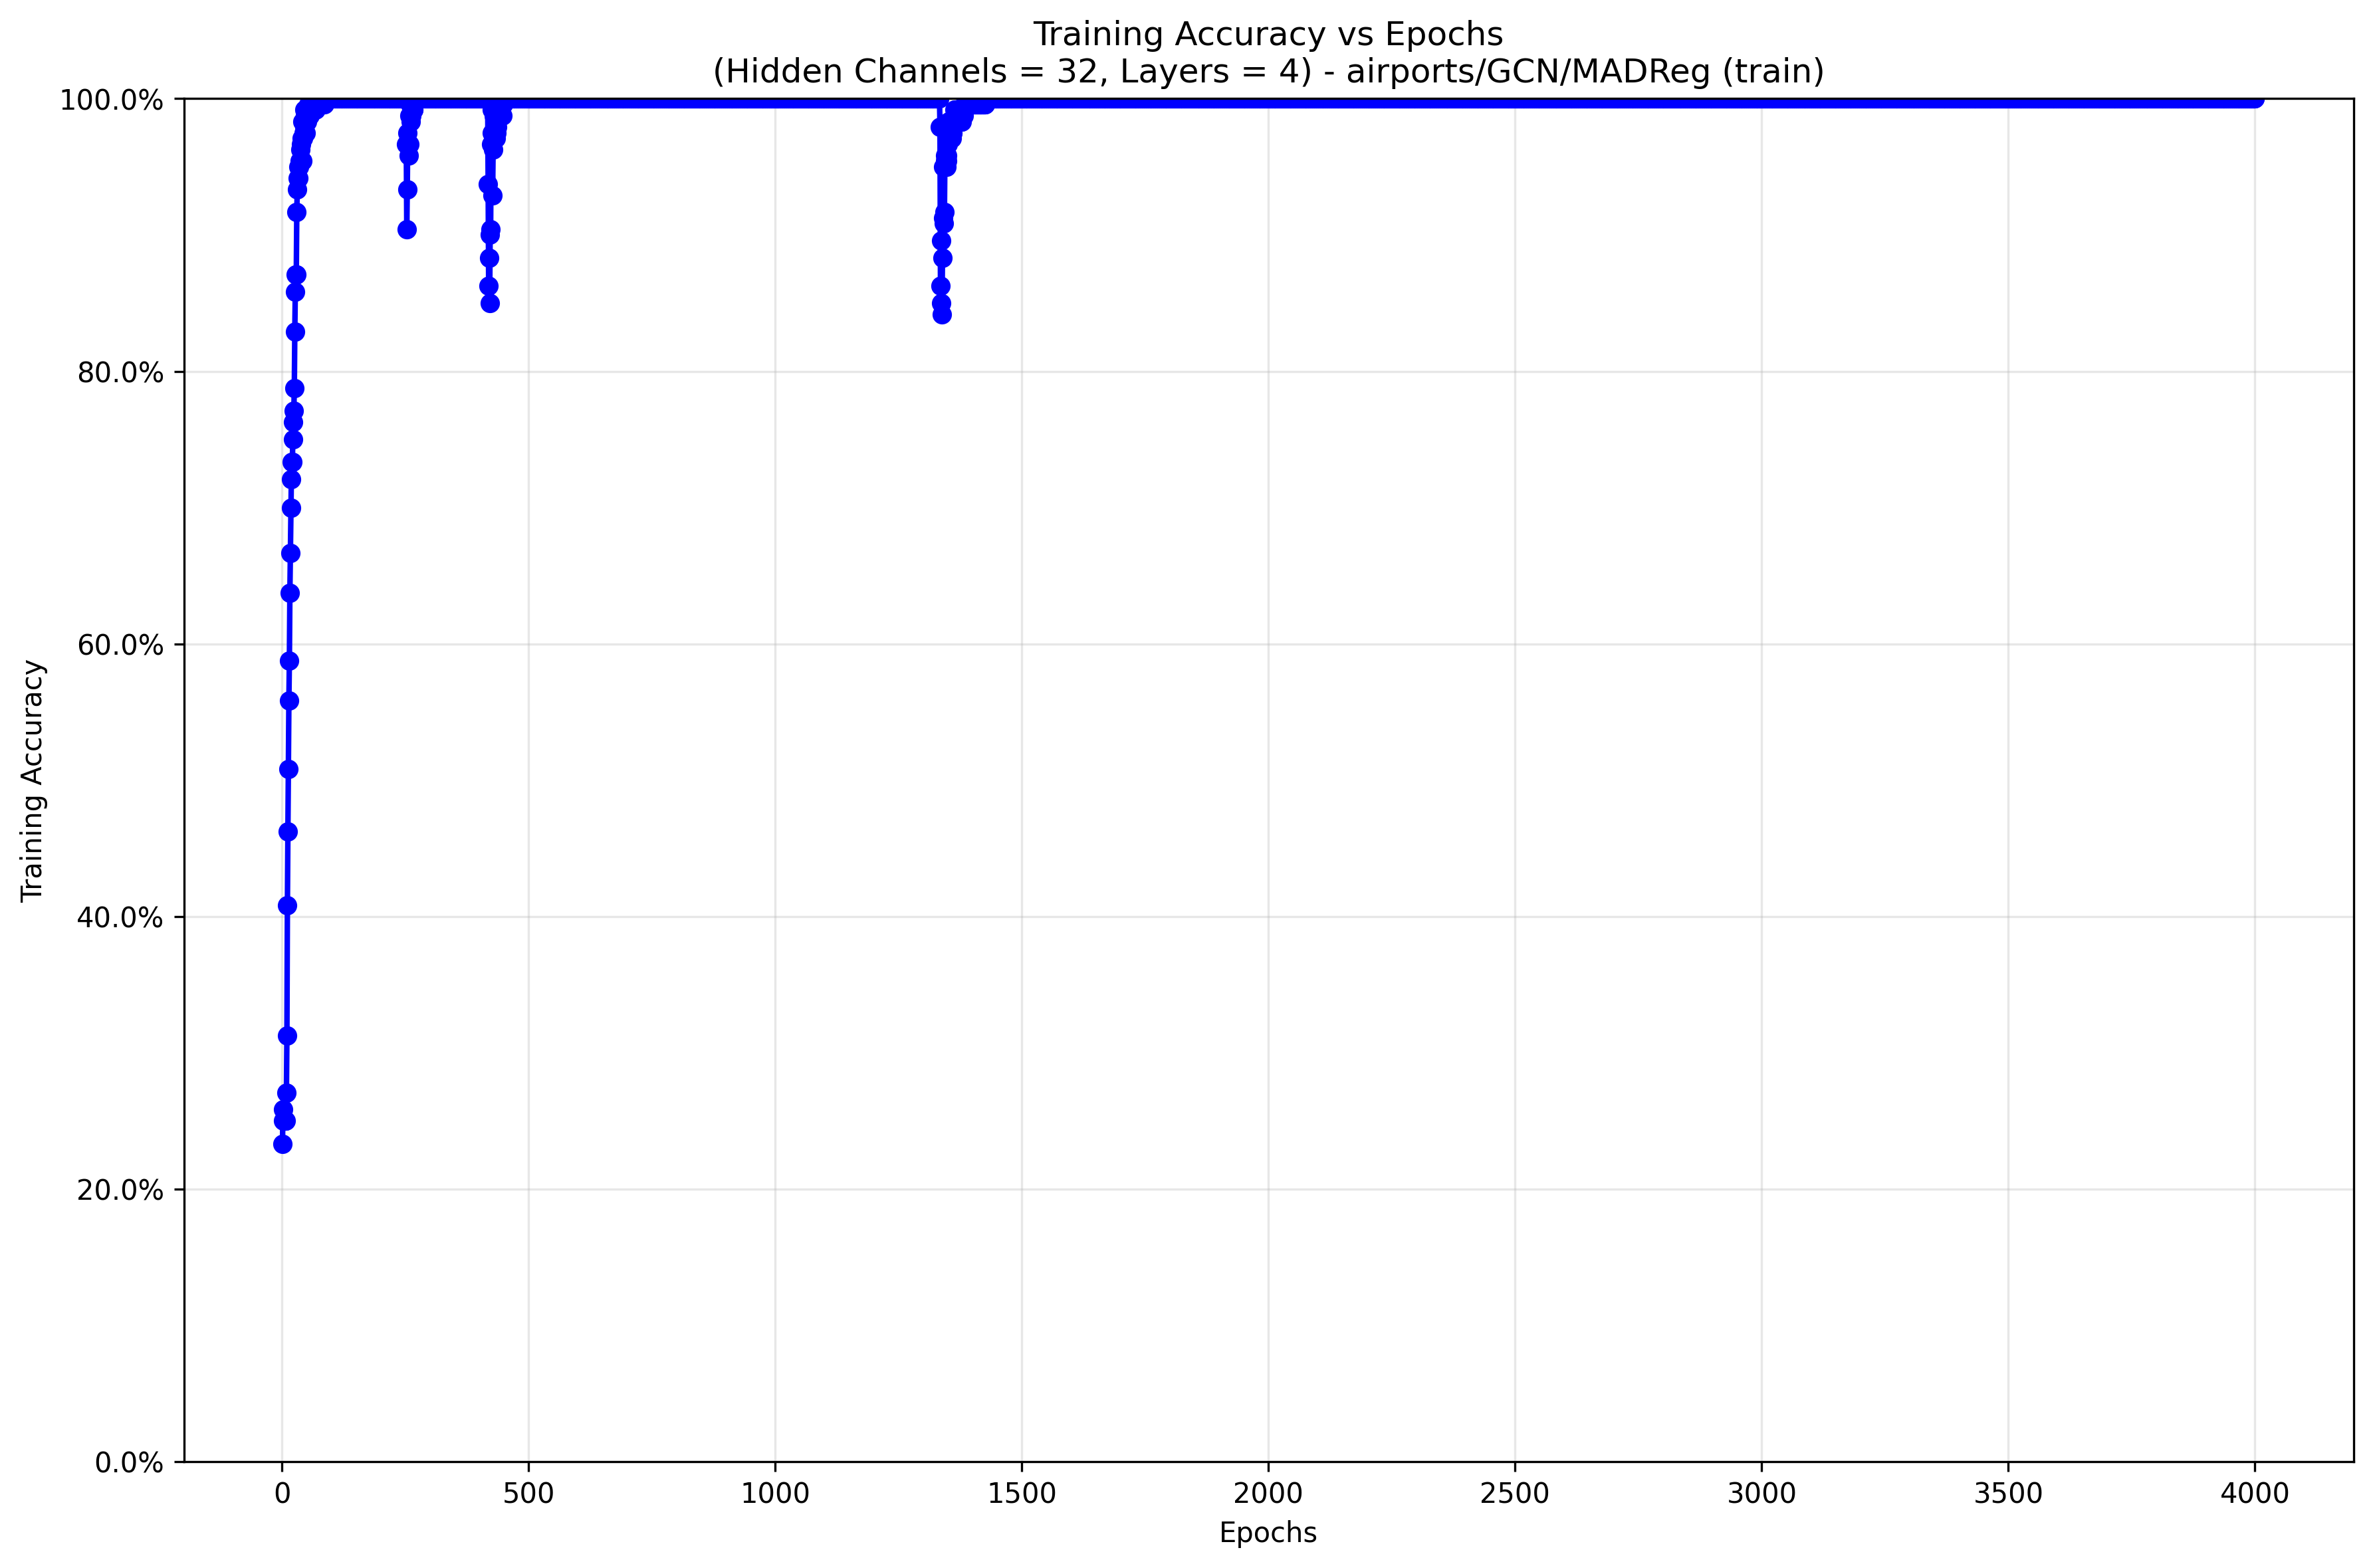 Training Accuracy vs Epochs
(Hidden Channels = 32, Layers = 4) - airports/GCN/MADReg (train)
Training Accuracy
100.0%
80.0%
60.0%
40.0%
20.0%
0.0%
0 500 1000 1500 2000 2500 3000 3500 4000
Epochs